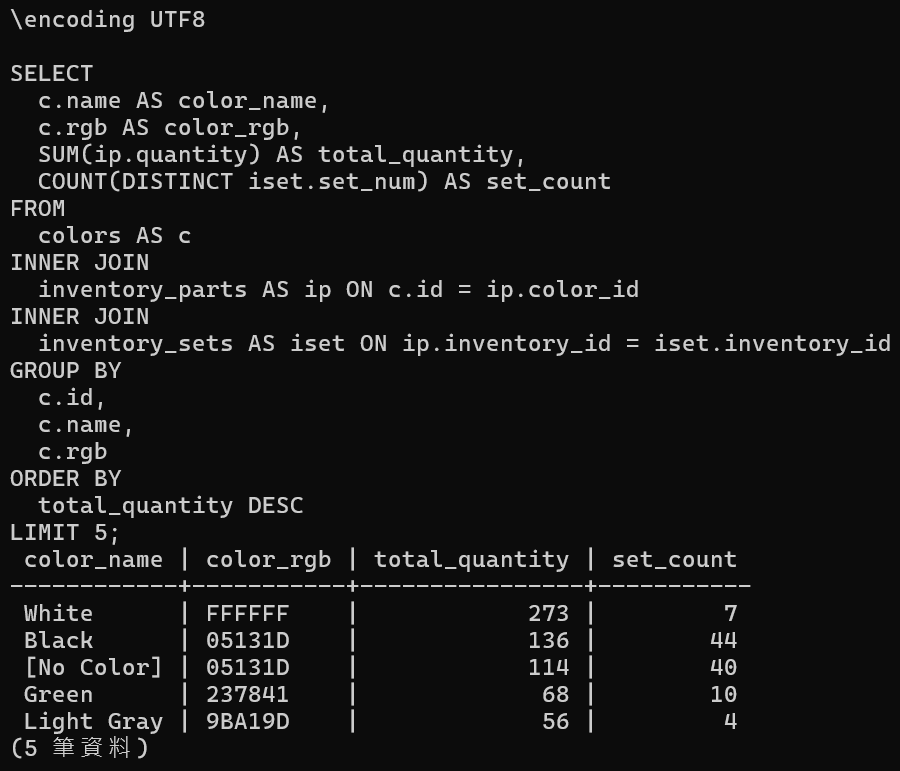 \encoding UTF8
SELECT
  c.name AS color_name,
  c.rgb AS color_rgb,
  SUM(ip.quantity) AS total_quantity,
  COUNT(DISTINCT iset.set_num) AS set_count
FROM
  colors AS c
INNER JOIN
  inventory_parts AS ip ON c.id = ip.color_id
INNER JOIN
  inventory_sets AS iset ON ip.inventory_id = iset.inventory_id
GROUP BY
  c.id,
  c.name,
  c.rgb
ORDER BY
  total_quantity DESC
LIMIT 5;
 color_name | color_rgb | total_quantity | set_count
------------+-----------+----------------+-----------
 White      | FFFFFF    |            273 |         7
 Black      | 05131D    |            136 |        44
 [No Color] | 05131D    |            114 |        40
 Green      | 237841    |             68 |        10
 Light Gray | 9BA19D    |             56 |         4
(5 筆資料)